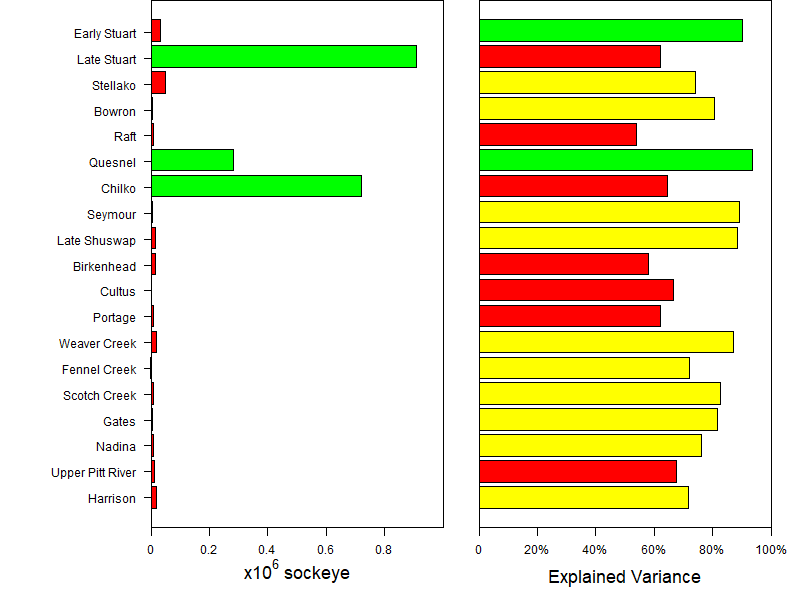 Early Stuart
Late Stuart
Stellako
Bowron
Raft
Quesnel
Chilko
Seymour
Late Shuswap
Birkenhead
Cultus
Portage
Weaver Creek
Fennel Creek
Scotch Creek
Gates
Nadina
Upper Pitt River
Harrison
0 0.2 0.4 0.6 0.8
x10⁶ sockeye
0 20% 40% 60% 80% 100%
Explained Variance